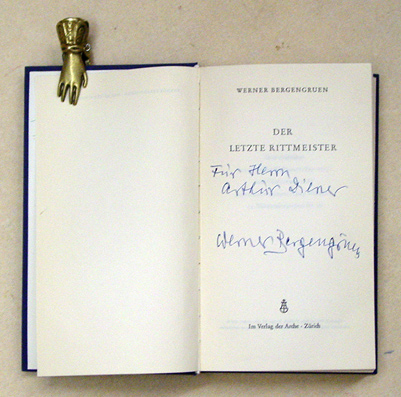 WERNER BERGENGRUEN
DER
LETZTE RITTMEISTER
Für Herrn
Arthur Diener
Werner Bergengruen
Im Verlag der Arche · Zürich